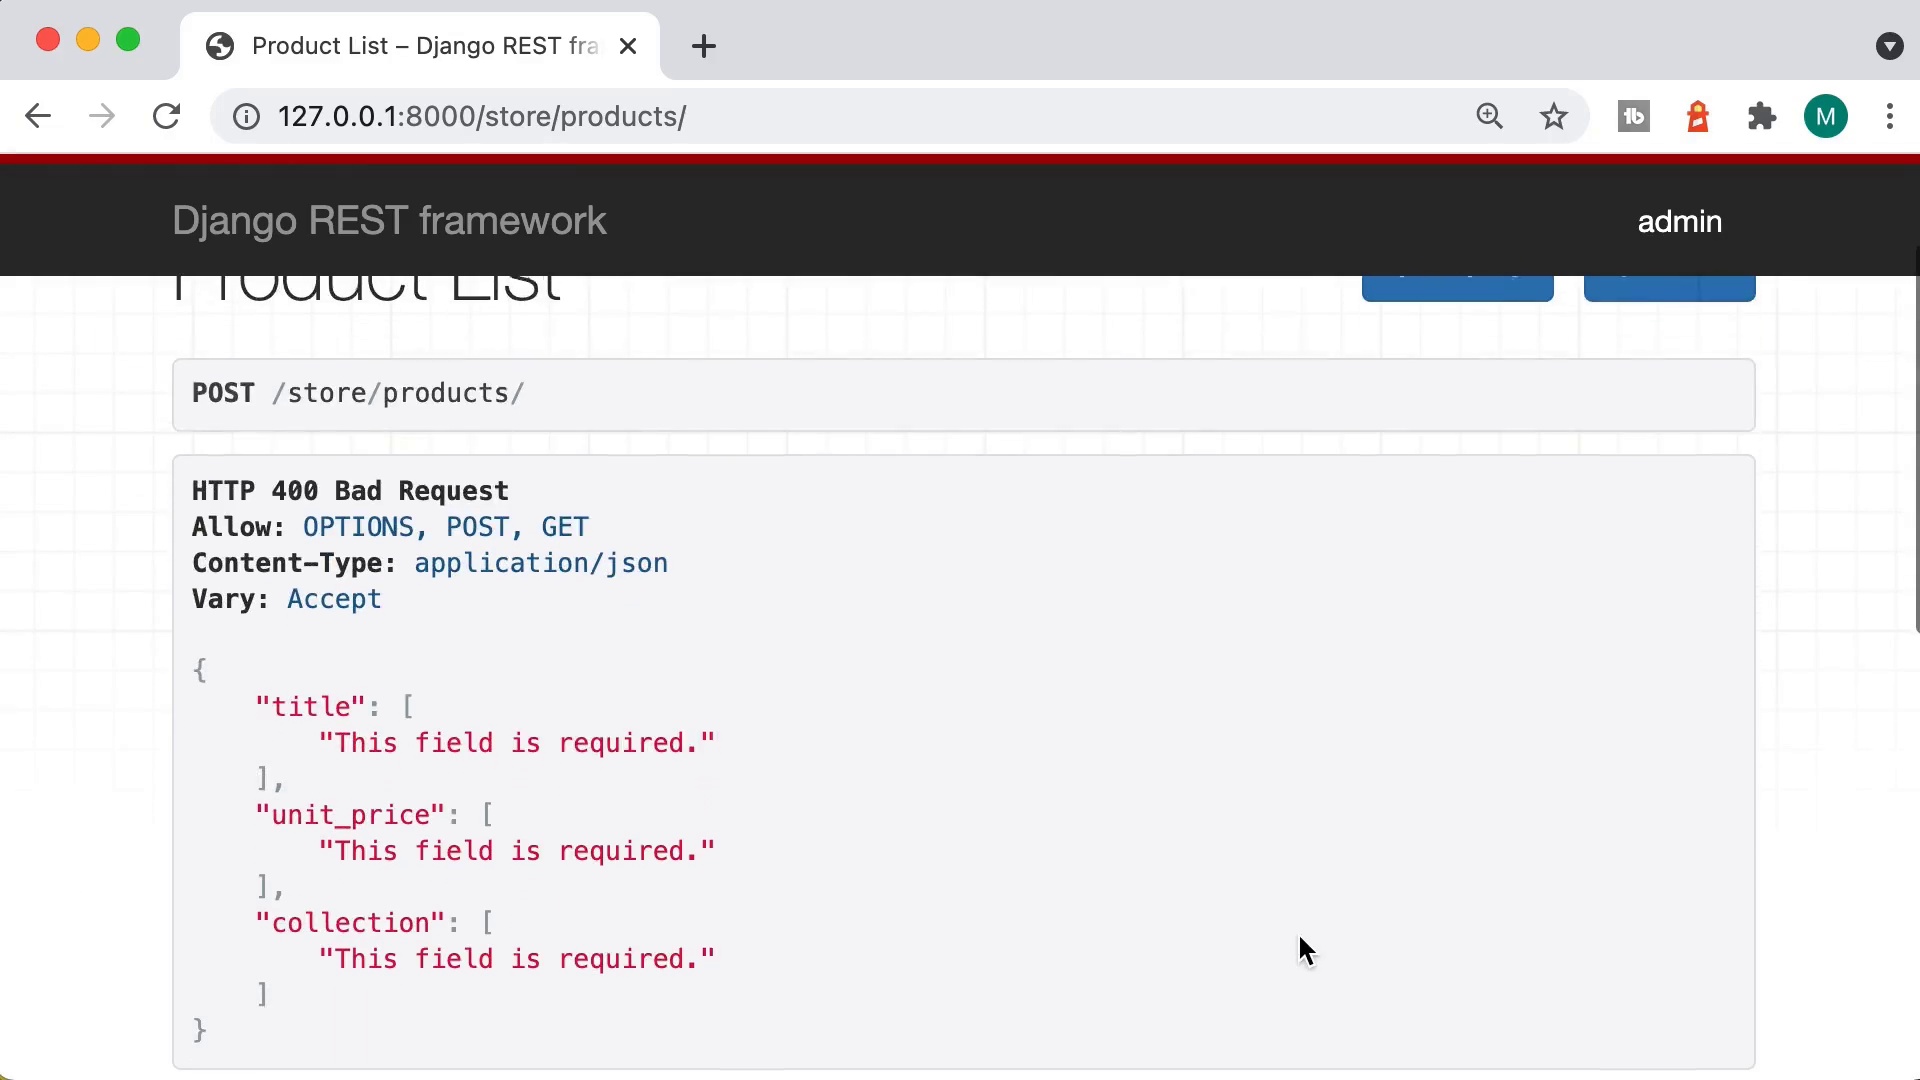 Product List – Django REST fra
127.0.0.1:8000/store/products/
M
Django REST framework
admin
Product List
POST /store/products/
HTTP 400 Bad Request
Allow: OPTIONS, POST, GET
Content-Type: application/json
Vary: Accept
{
"title": [
"This field is required."
],
"unit_price": [
"This field is required."
],
"collection": [
"This field is required."
]
}